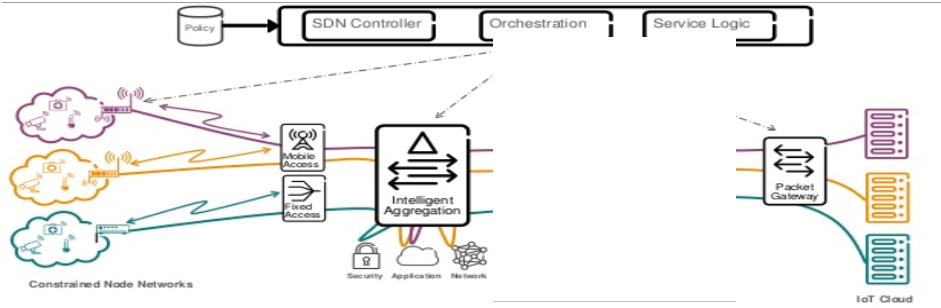 Policy
SDN Controller
Orchestration
Service Logic
Mobile
Access
Fixed
Access
Intelligent
Aggregation
Packet
Gateway
Security
Application
Network
Constrained Node Networks
IoT Cloud